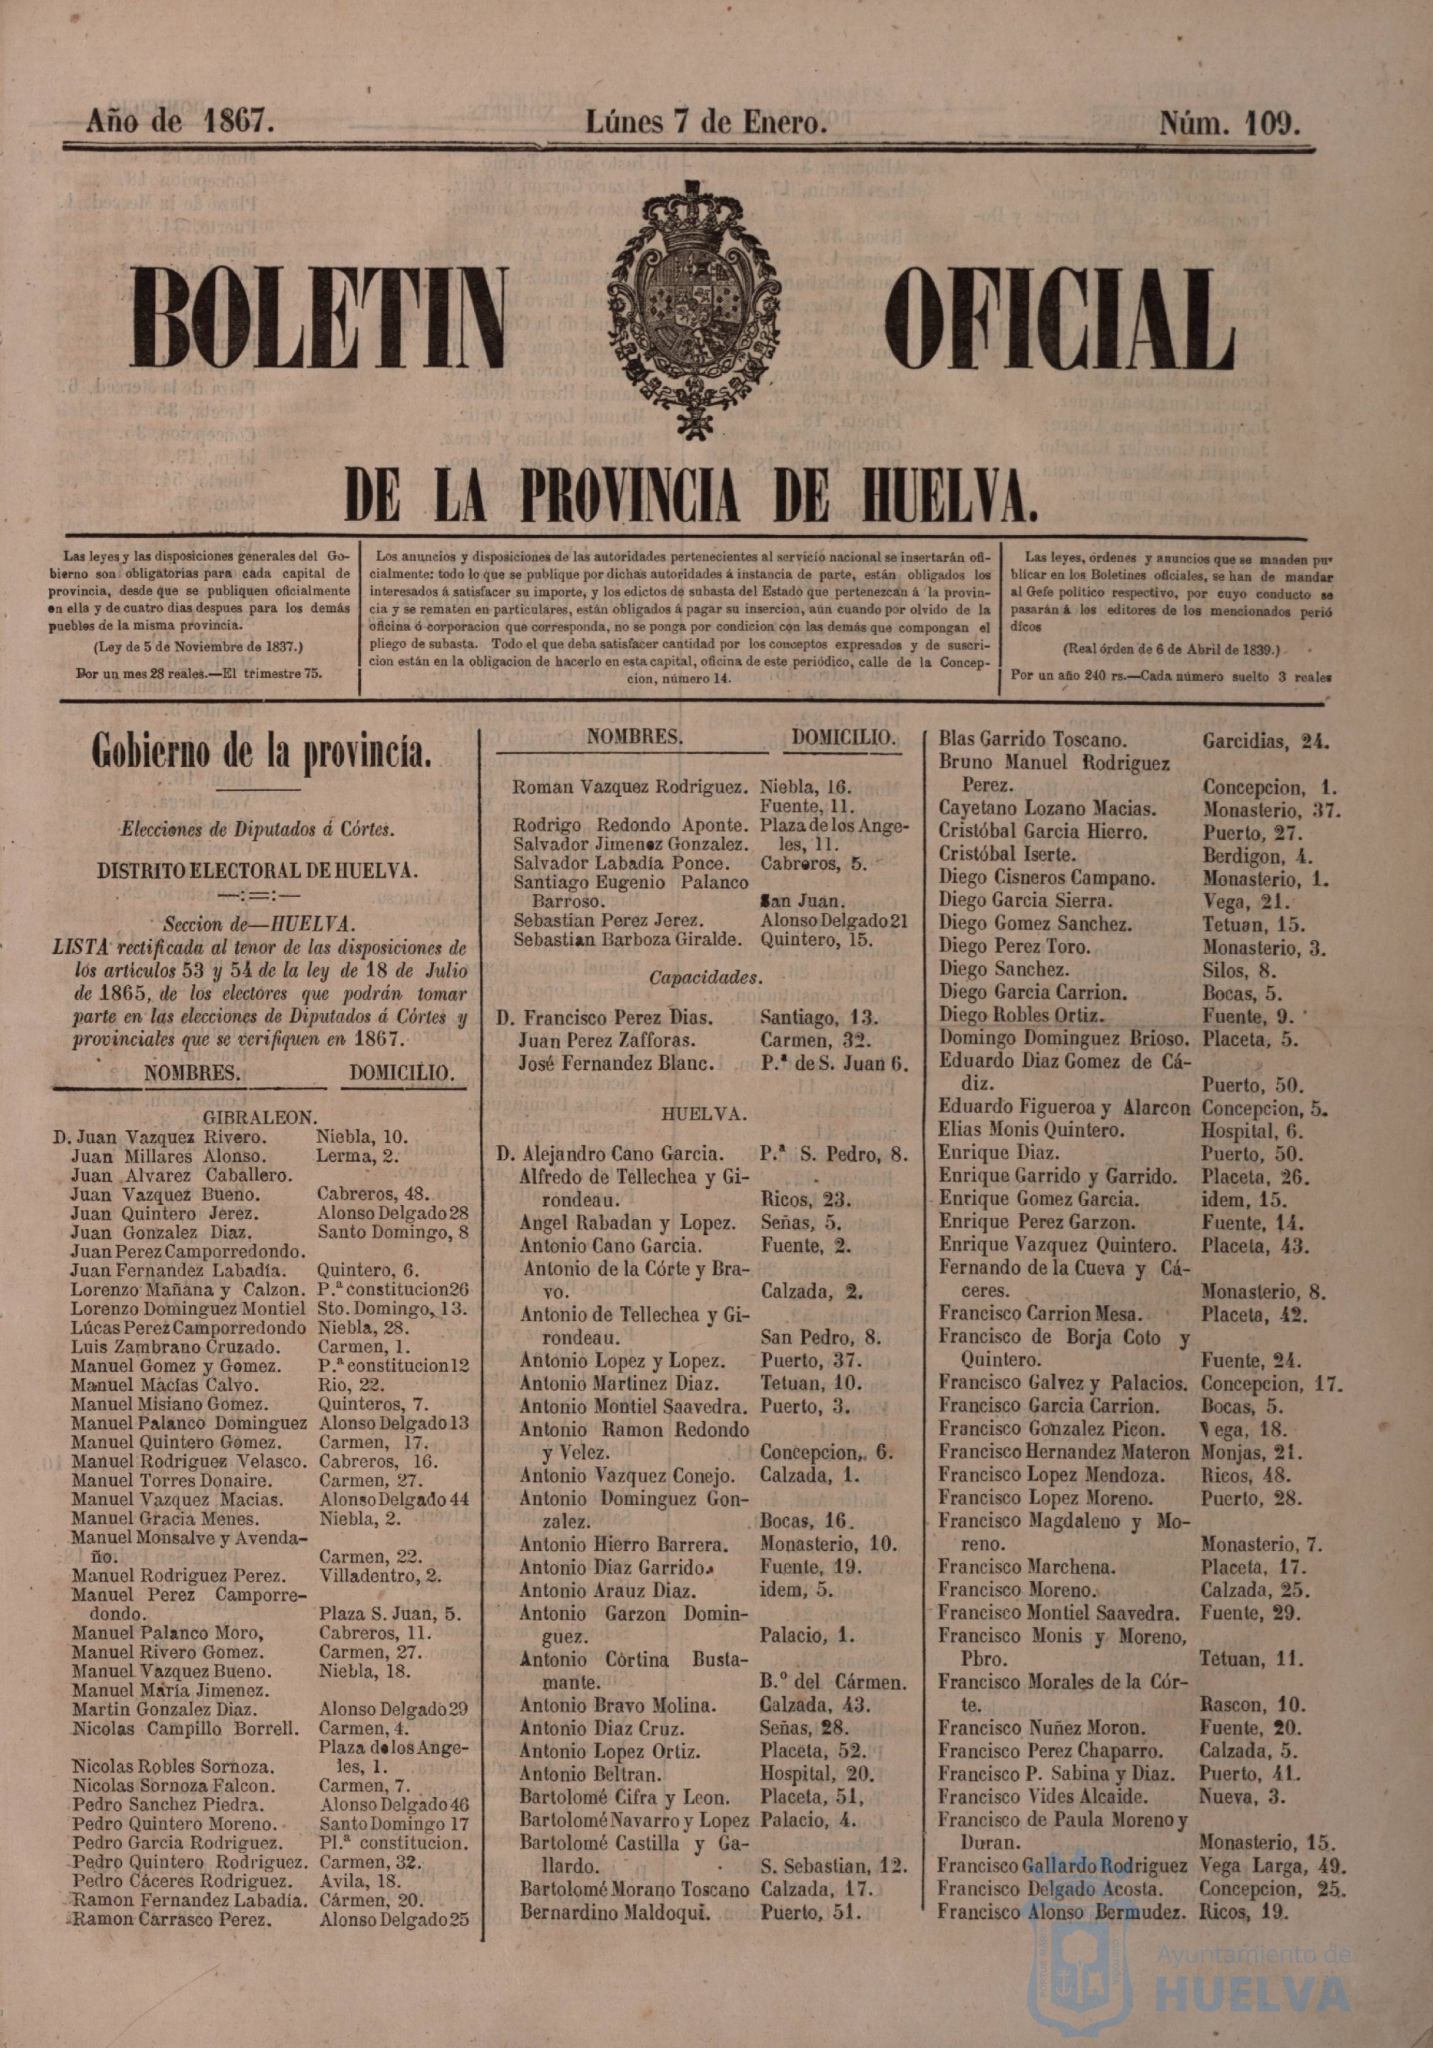 Año de 1867.
Lúnes 7 de Enero.
Núm. 109.
BOLETIN OFICIAL
DE LA PROVINCIA DE HUELVA.
Las leyes y las disposiciones generales del Go-
bierno son obligatorias para cada capital de
provincia, desde que se publiquen oficialmente
en ella y de cuatro dias despues para los demás
pueblos de la misma provincia.
(Ley de 5 de Noviembre de 1837.)
Por un mes 28 reales.—El trimestre 75.
Los anuncios y disposiciones de las autoridades pertenecientes al servicio nacional se insertarán ofi-
cialmente: todo lo que se publique por dichas autoridades á instancia de parte, están obligados los
interesados á satisfacer su importe, y los edictos de subasta del Estado que pertenezcan á la provin-
cia y se rematen en particulares, están obligados á pagar su insercion, aún cuando por olvido de la
oficina ó corporacion que corresponda, no se ponga por condicion con las demás que compongan el
pliego de subasta. Todo el que deba satisfacer cantidad por los conceptos expresados y de suscri-
cion están en la obligacion de hacerlo en esta capital, oficina de este periódico, calle de la Concep-
cion, número 14.
Las leyes, órdenes y anuncios que se manden pu-
blicar en los Boletines oficiales, se han de mandar
al Gefe político respectivo, por cuyo conducto se
pasarán á los editores de los mencionados perió
dicos
(Real órden de 6 de Abril de 1839.)
Por un año 240 rs.—Cada número suelto 3 reales
Gobierno de la provincia.
Elecciones de Diputados á Córtes.
DISTRITO ELECTORAL DE HUELVA.
Seccion de—HUELVA.
LISTA rectificada al tenor de las disposiciones de
los artículos 53 y 54 de la ley de 18 de Julio
de 1865, de los electores que podrán tomar
parte en las elecciones de Diputados á Córtes y
provinciales que se verifiquen en 1867.
NOMBRES. DOMICILIO.
GIBRALEON.
D. Juan Vazquez Rivero. Niebla, 10.
Juan Millares Alonso. Lerma, 2.
Juan Alvarez Caballero.
Juan Vazquez Bueno. Cabreros, 48.
Juan Quintero Jerez. Alonso Delgado 28
Juan Gonzalez Diaz. Santo Domingo, 8
Juan Perez Camporredondo.
Juan Fernandez Labadía. Quintero, 6.
Lorenzo Mañana y Calzon. P.ª constitucion 26
Lorenzo Dominguez Montiel Sto. Domingo, 13.
Lúcas Perez Camporredondo Niebla, 28.
Luis Zambrano Cruzado. Carmen, 1.
Manuel Gomez y Gomez. P.ª constitucion 12
Manuel Macías Calvo. Rio, 22.
Manuel Misiano Gomez. Quinteros, 7.
Manuel Palanco Dominguez Alonso Delgado 13
Manuel Quintero Gomez. Carmen, 17.
Manuel Rodriguez Velasco. Cabreros, 16.
Manuel Torres Donaire. Carmen, 27.
Manuel Vazquez Macias. Alonso Delgado 44
Manuel Gracia Menes. Niebla, 2.
Manuel Monsalve y Avenda-
ño. Carmen, 22.
Manuel Rodriguez Perez. Villadentro, 2.
Manuel Perez Camporre-
dondo. Plaza S. Juan, 5.
Manuel Palanco Moro, Cabreros, 11.
Manuel Rivero Gomez. Carmen, 27.
Manuel Vazquez Bueno. Niebla, 18.
Manuel María Jimenez.
Martin Gonzalez Diaz. Alonso Delgado 29
Nicolas Campillo Borrell. Carmen, 4.
Plaza de los Ange-
Nicolas Robles Sornoza. les, 1.
Nicolas Sornoza Falcon. Carmen, 7.
Pedro Sanchez Piedra. Alonso Delgado 46
Pedro Quintero Moreno. Santo Domingo 17
Pedro Garcia Rodriguez. Pl.ª constitucion.
Pedro Quintero Rodriguez. Carmen, 32.
Pedro Cáceres Rodriguez. Avila, 18.
Ramon Fernandez Labadía. Cármen, 20.
Ramon Carrasco Perez. Alonso Delgado 25
NOMBRES. DOMICILIO.
Roman Vazquez Rodriguez. Niebla, 16.
Fuente, 11.
Rodrigo Redondo Aponte. Plaza de los Ange-
Salvador Jimenez Gonzalez. les, 11.
Salvador Labadía Ponce. Cabreros, 5.
Santiago Eugenio Palanco
Barroso. San Juan.
Sebastian Perez Jerez. Alonso Delgado 21
Sebastian Barboza Giralde. Quintero, 15.
Capacidades.
D. Francisco Perez Dias. Santiago, 13.
Juan Perez Zafforas. Carmen, 32.
José Fernandez Blanc. P.ª de S. Juan 6.
HUELVA.
D. Alejandro Cano Garcia. P.ª S. Pedro, 8.
Alfredo de Tellechea y Gi-
rondeau. Ricos, 23.
Angel Rabadan y Lopez. Señas, 5.
Antonio Cano Garcia. Fuente, 2.
Antonio de la Córte y Bra-
vo. Calzada, 2.
Antonio de Tellechea y Gi-
rondeau. San Pedro, 8.
Antonio Lopez y Lopez. Puerto, 37.
Antonio Martinez Diaz. Tetuan, 10.
Antonio Montiel Saavedra. Puerto, 3.
Antonio Ramon Redondo
y Velez. Concepcion, 6.
Antonio Vazquez Conejo. Calzada, 1.
Antonio Dominguez Gon-
zalez. Bocas, 16.
Antonio Hierro Barrera. Monasterio, 10.
Antonio Diaz Garrido. Fuente, 19.
Antonio Arauz Diaz. idem, 5.
Antonio Garzon Domin-
guez. Palacio, 1.
Antonio Cortina Busta-
mante. B.º del Cármen.
Antonio Bravo Molina. Calzada, 43.
Antonio Diaz Cruz. Señas, 28.
Antonio Lopez Ortiz. Placeta, 52.
Antonio Beltran. Hospital, 20.
Bartolomé Cifra y Leon. Placeta, 51,
Bartolomé Navarro y Lopez Palacio, 4.
Bartolomé Castilla y Ga-
llardo. S. Sebastian, 12.
Bartolomé Morano Toscano Calzada, 17.
Bernardino Maldoqui. Puerto, 51.
Blas Garrido Toscano. Garcidias, 24.
Bruno Manuel Rodriguez
Perez. Concepcion, 1.
Cayetano Lozano Macias. Monasterio, 37.
Cristóbal Garcia Hierro. Puerto, 27.
Cristóbal Iserte. Berdigon, 4.
Diego Cisneros Campano. Monasterio, 1.
Diego Garcia Sierra. Vega, 21.
Diego Gomez Sanchez. Tetuan, 15.
Diego Perez Toro. Monasterio, 3.
Diego Sanchez. Silos, 8.
Diego Garcia Carrion. Bocas, 5.
Diego Robles Ortiz. Fuente, 9.
Domingo Dominguez Brioso. Placeta, 5.
Eduardo Diaz Gomez de Cá-
diz. Puerto, 50.
Eduardo Figueroa y Alarcon Concepcion, 5.
Elias Monis Quintero. Hospital, 6.
Enrique Diaz. Puerto, 50.
Enrique Garrido y Garrido. Placeta, 26.
Enrique Gomez Garcia. idem, 15.
Enrique Perez Garzon. Fuente, 14.
Enrique Vazquez Quintero. Placeta, 43.
Fernando de la Cueva y Cá-
ceres. Monasterio, 8.
Francisco Carrion Mesa. Placeta, 42.
Francisco de Borja Coto y
Quintero. Fuente, 24.
Francisco Galvez y Palacios. Concepcion, 17.
Francisco Garcia Carrion. Bocas, 5.
Francisco Gonzalez Picon. Vega, 18.
Francisco Hernandez Materon Monjas, 21.
Francisco Lopez Mendoza. Ricos, 48.
Francisco Lopez Moreno. Puerto, 28.
Francisco Magdaleno y Mo-
reno. Monasterio, 7.
Francisco Marchena. Placeta, 17.
Francisco Moreno. Calzada, 25.
Francisco Montiel Saavedra. Fuente, 29.
Francisco Monis y Moreno,
Pbro. Tetuan, 11.
Francisco Morales de la Cór-
te. Rascon, 10.
Francisco Nuñez Moron. Fuente, 20.
Francisco Perez Chaparro. Calzada, 5.
Francisco P. Sabina y Diaz. Puerto, 41.
Francisco Vides Alcaide. Nueva, 3.
Francisco de Paula Moreno y
Duran. Monasterio, 15.
Francisco Gallardo Rodriguez Vega Larga, 49.
Francisco Delgado Acosta. Concepcion, 25.
Francisco Alonso Bermudez. Ricos, 19.
Ayuntamiento de
HUELVA